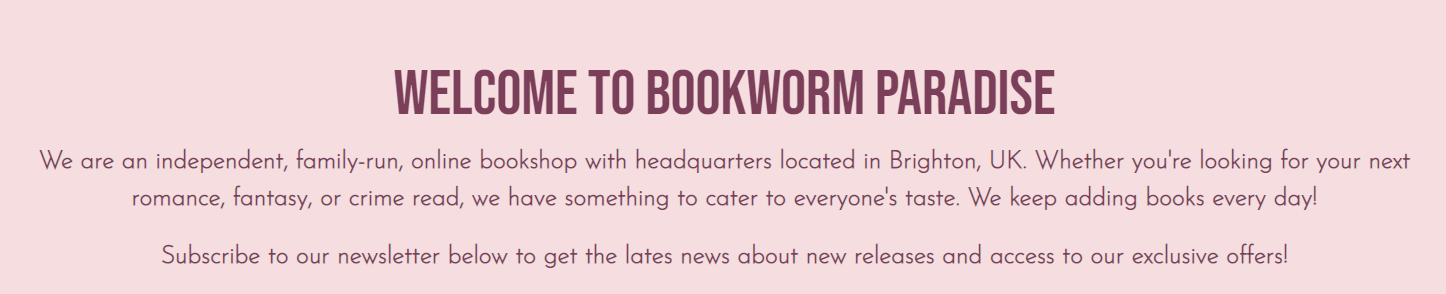 WELCOME TO BOOKWORM PARADISE
We are an independent, family-run, online bookshop with headquarters located in Brighton, UK. Whether you're looking for your next
romance, fantasy, or crime read, we have something to cater to everyone's taste. We keep adding books every day!
Subscribe to our newsletter below to get the lates news about new releases and access to our exclusive offers!